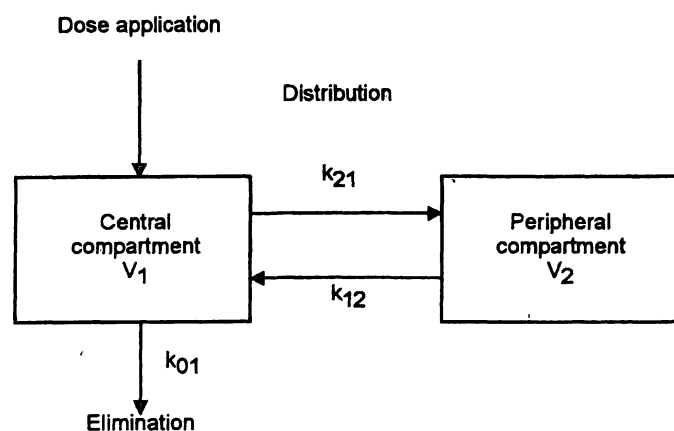 Dose application
Distribution
k21
Central
compartment
V1
Peripheral
compartment
V2
k12
k01
Elimination